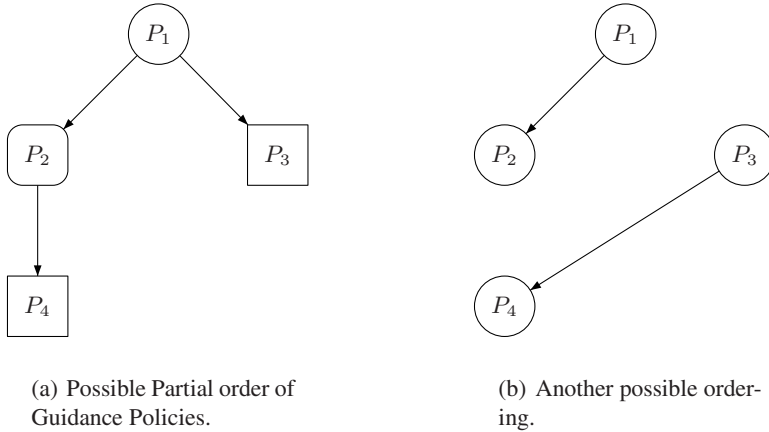 P1
P2
P3
P4
(a) Possible Partial order of
Guidance Policies.
P1
P2
P3
P4
(b) Another possible order-
ing.